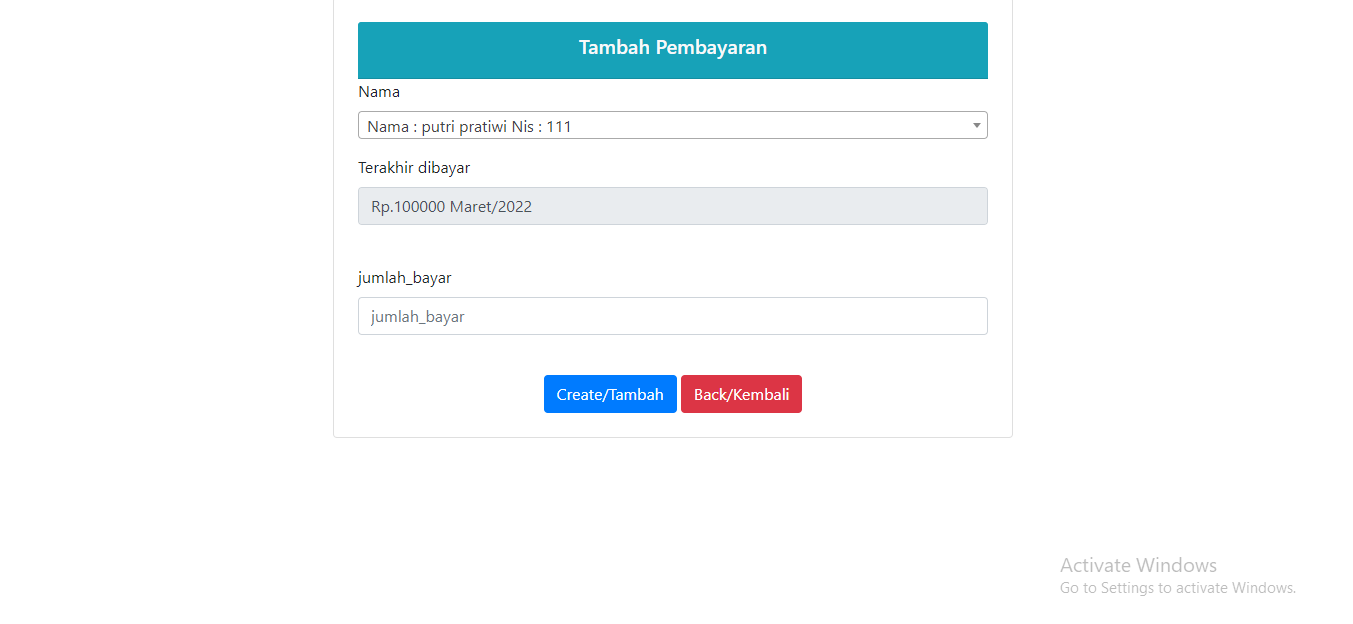 Tambah Pembayaran
Nama
Nama : putri pratiwi Nis : 111
Terakhir dibayar
Rp.100000 Maret/2022
jumlah_bayar
jumlah_bayar
Create/Tambah Back/Kembali
Activate Windows
Go to Settings to activate Windows.